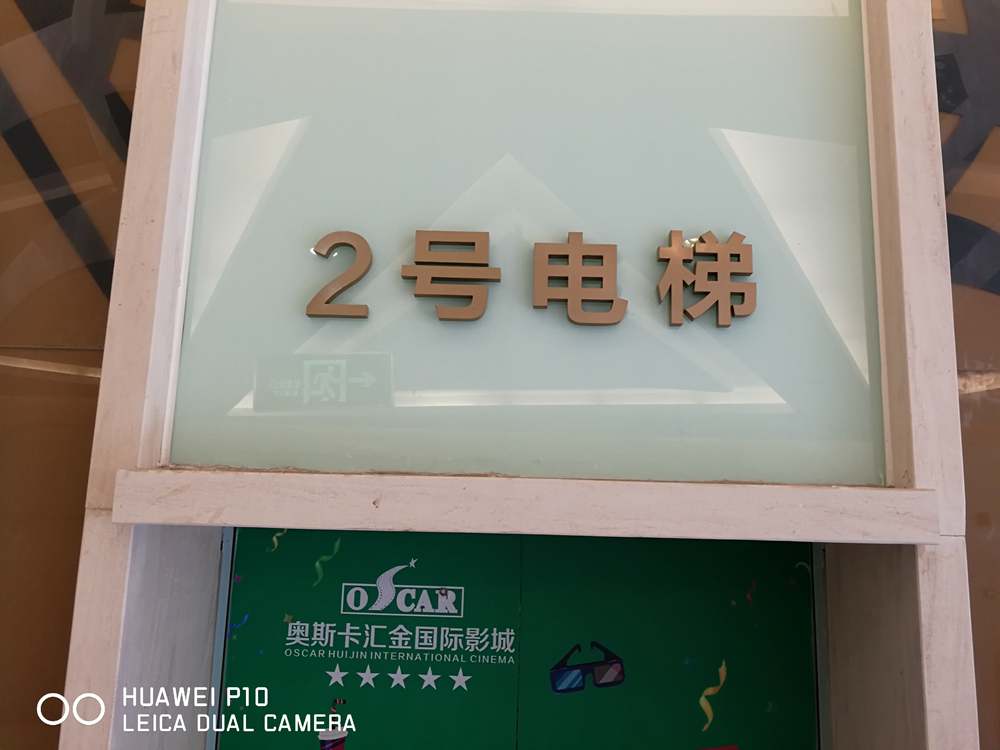 2号电梯
OSCAR
奥斯卡汇金国际影城
OSCAR HUIJIN INTERNATIONAL CINEMA
HUAWEI P10
LEICA DUAL CAMERA